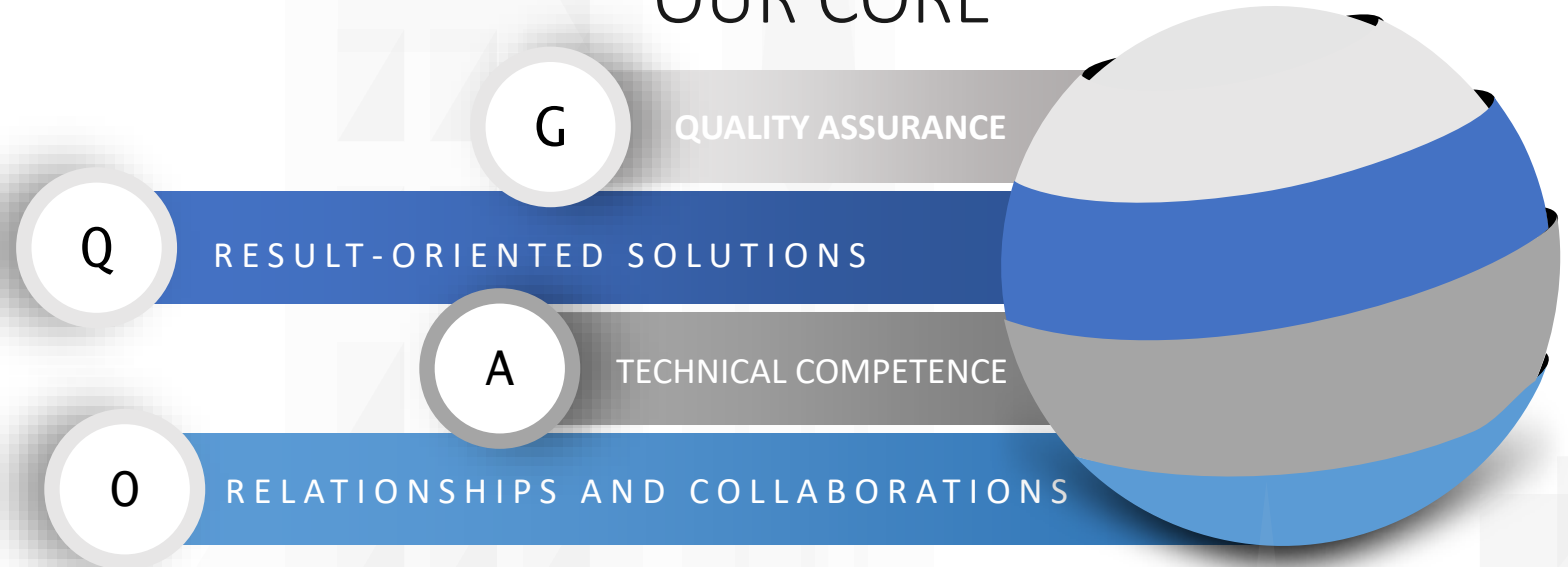 OUR CORE
G QUALITY ASSURANCE
Q RESULT-ORIENTED SOLUTIONS
A TECHNICAL COMPETENCE
O RELATIONSHIPS AND COLLABORATIONS